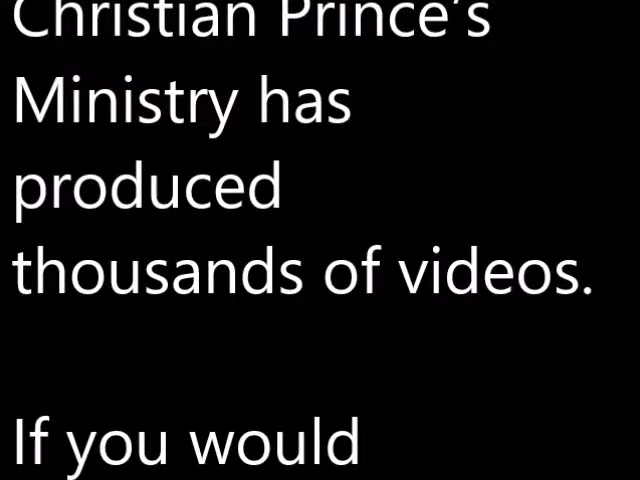 Christian Prince's
Ministry has
produced
thousands of videos.
If you would